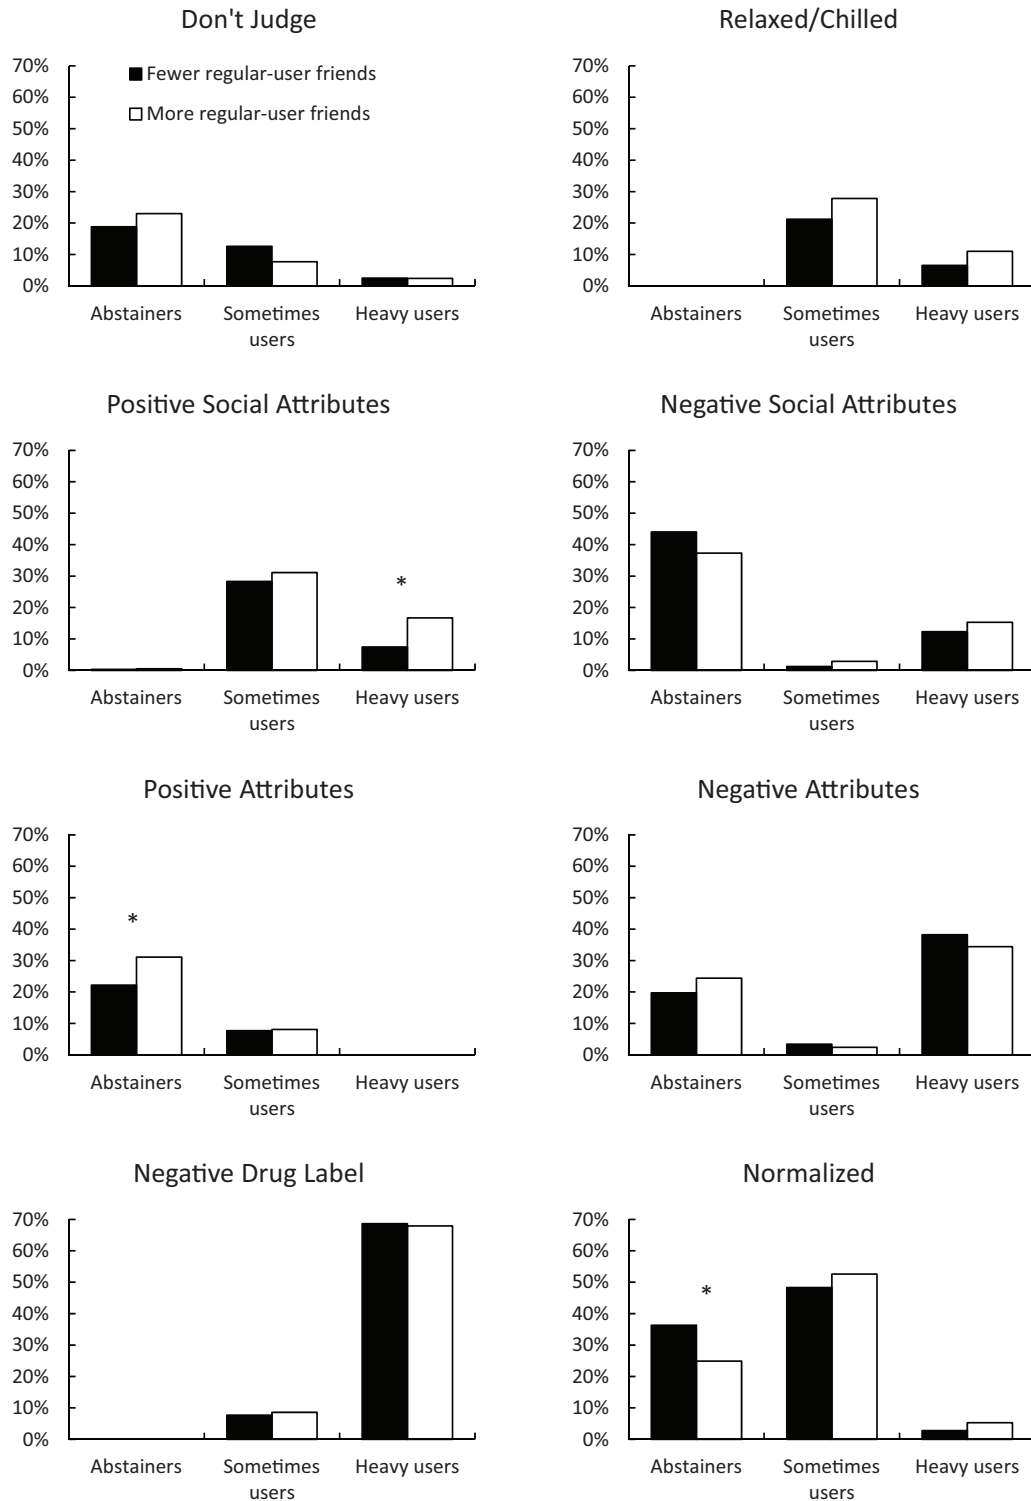 Don't Judge
70%
60%
50%
40%
30%
20%
10%
0%
Fewer regular-user friends
More regular-user friends
Abstainers
Sometimes
users
Heavy users
Relaxed/Chilled
70%
60%
50%
40%
30%
20%
10%
0%
Abstainers
Sometimes
users
Heavy users
Positive Social Attributes
70%
60%
50%
40%
30%
20%
10%
0%
*
Abstainers
Sometimes
users
Heavy users
Negative Social Attributes
70%
60%
50%
40%
30%
20%
10%
0%
Abstainers
Sometimes
users
Heavy users
Positive Attributes
70%
60%
50%
40%
30%
20%
10%
0%
*
Abstainers
Sometimes
users
Heavy users
Negative Attributes
70%
60%
50%
40%
30%
20%
10%
0%
Abstainers
Sometimes
users
Heavy users
Negative Drug Label
70%
60%
50%
40%
30%
20%
10%
0%
Abstainers
Sometimes
users
Heavy users
Normalized
70%
60%
50%
40%
30%
20%
10%
0%
*
Abstainers
Sometimes
users
Heavy users